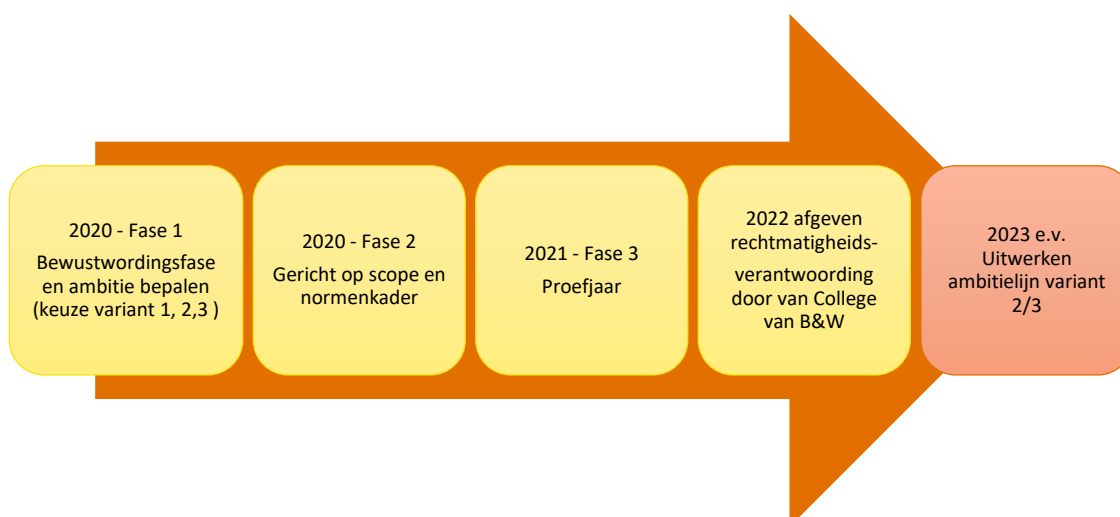 2020 - Fase 1
Bewustwordingsfase
en ambitie bepalen
(keuze variant 1, 2,3 )
2020 - Fase 2
Gericht op scope en
normenkader
2021 - Fase 3
Proefjaar
2022 afgeven
rechtmatigheids-
verantwoording
door van College
van B&W
2023 e.v.
Uitwerken
ambitielijn variant
2/3